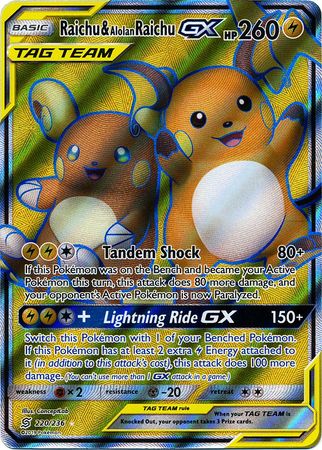 BASIC Raichu & Alolan Raichu GX HP 260
TAG TEAM
Tandem Shock 80+
If this Pokémon was on the Bench and became your Active
Pokémon this turn, this attack does 80 more damage, and
your opponent's Active Pokémon is now Paralyzed.
+ Lightning Ride GX 150+
Switch this Pokémon with 1 of your Benched Pokémon.
If this Pokémon has at least 2 extra Energy attached to
it (in addition to this attack's cost), this attack does 100 more
damage. (You can't use more than 1 GX attack in a game.)
weakness × 2 resistance -20 retreat
Illus. ConceptLab
220/236
TAG TEAM rule
When your TAG TEAM is
Knocked Out, your opponent takes 3 Prize cards.